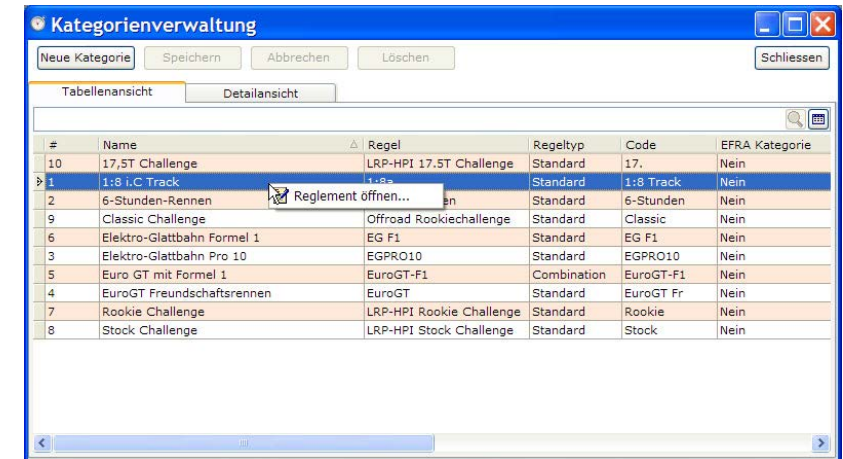 Kategorienverwaltung
Neue Kategorie Speichern Abbrechen Löschen Schliessen
Tabellenansicht Detailansicht
# Name Regel Regeltyp Code EFRA Kategorie
10 17,5T Challenge LRP-HPI 17.5T Challenge Standard 17. Nein
1 1:8 i.C Track 1:8a Standard 1:8 Track Nein
Reglement öffnen...
2 6-Stunden-Rennen en Standard 6-Stunden Nein
9 Classic Challenge Offroad Rookiechallenge Standard Classic Nein
6 Elektro-Glattbahn Formel 1 EG F1 Standard EG F1 Nein
3 Elektro-Glattbahn Pro 10 EGPRO10 Standard EGPRO10 Nein
5 Euro GT mit Formel 1 EuroGT-F1 Combination EuroGT-F1 Nein
4 EuroGT Freundschaftsrennen EuroGT Standard EuroGT Fr Nein
7 Rookie Challenge LRP-HPI Rookie Challenge Standard Rookie Nein
8 Stock Challenge LRP-HPI Stock Challenge Standard Stock Nein